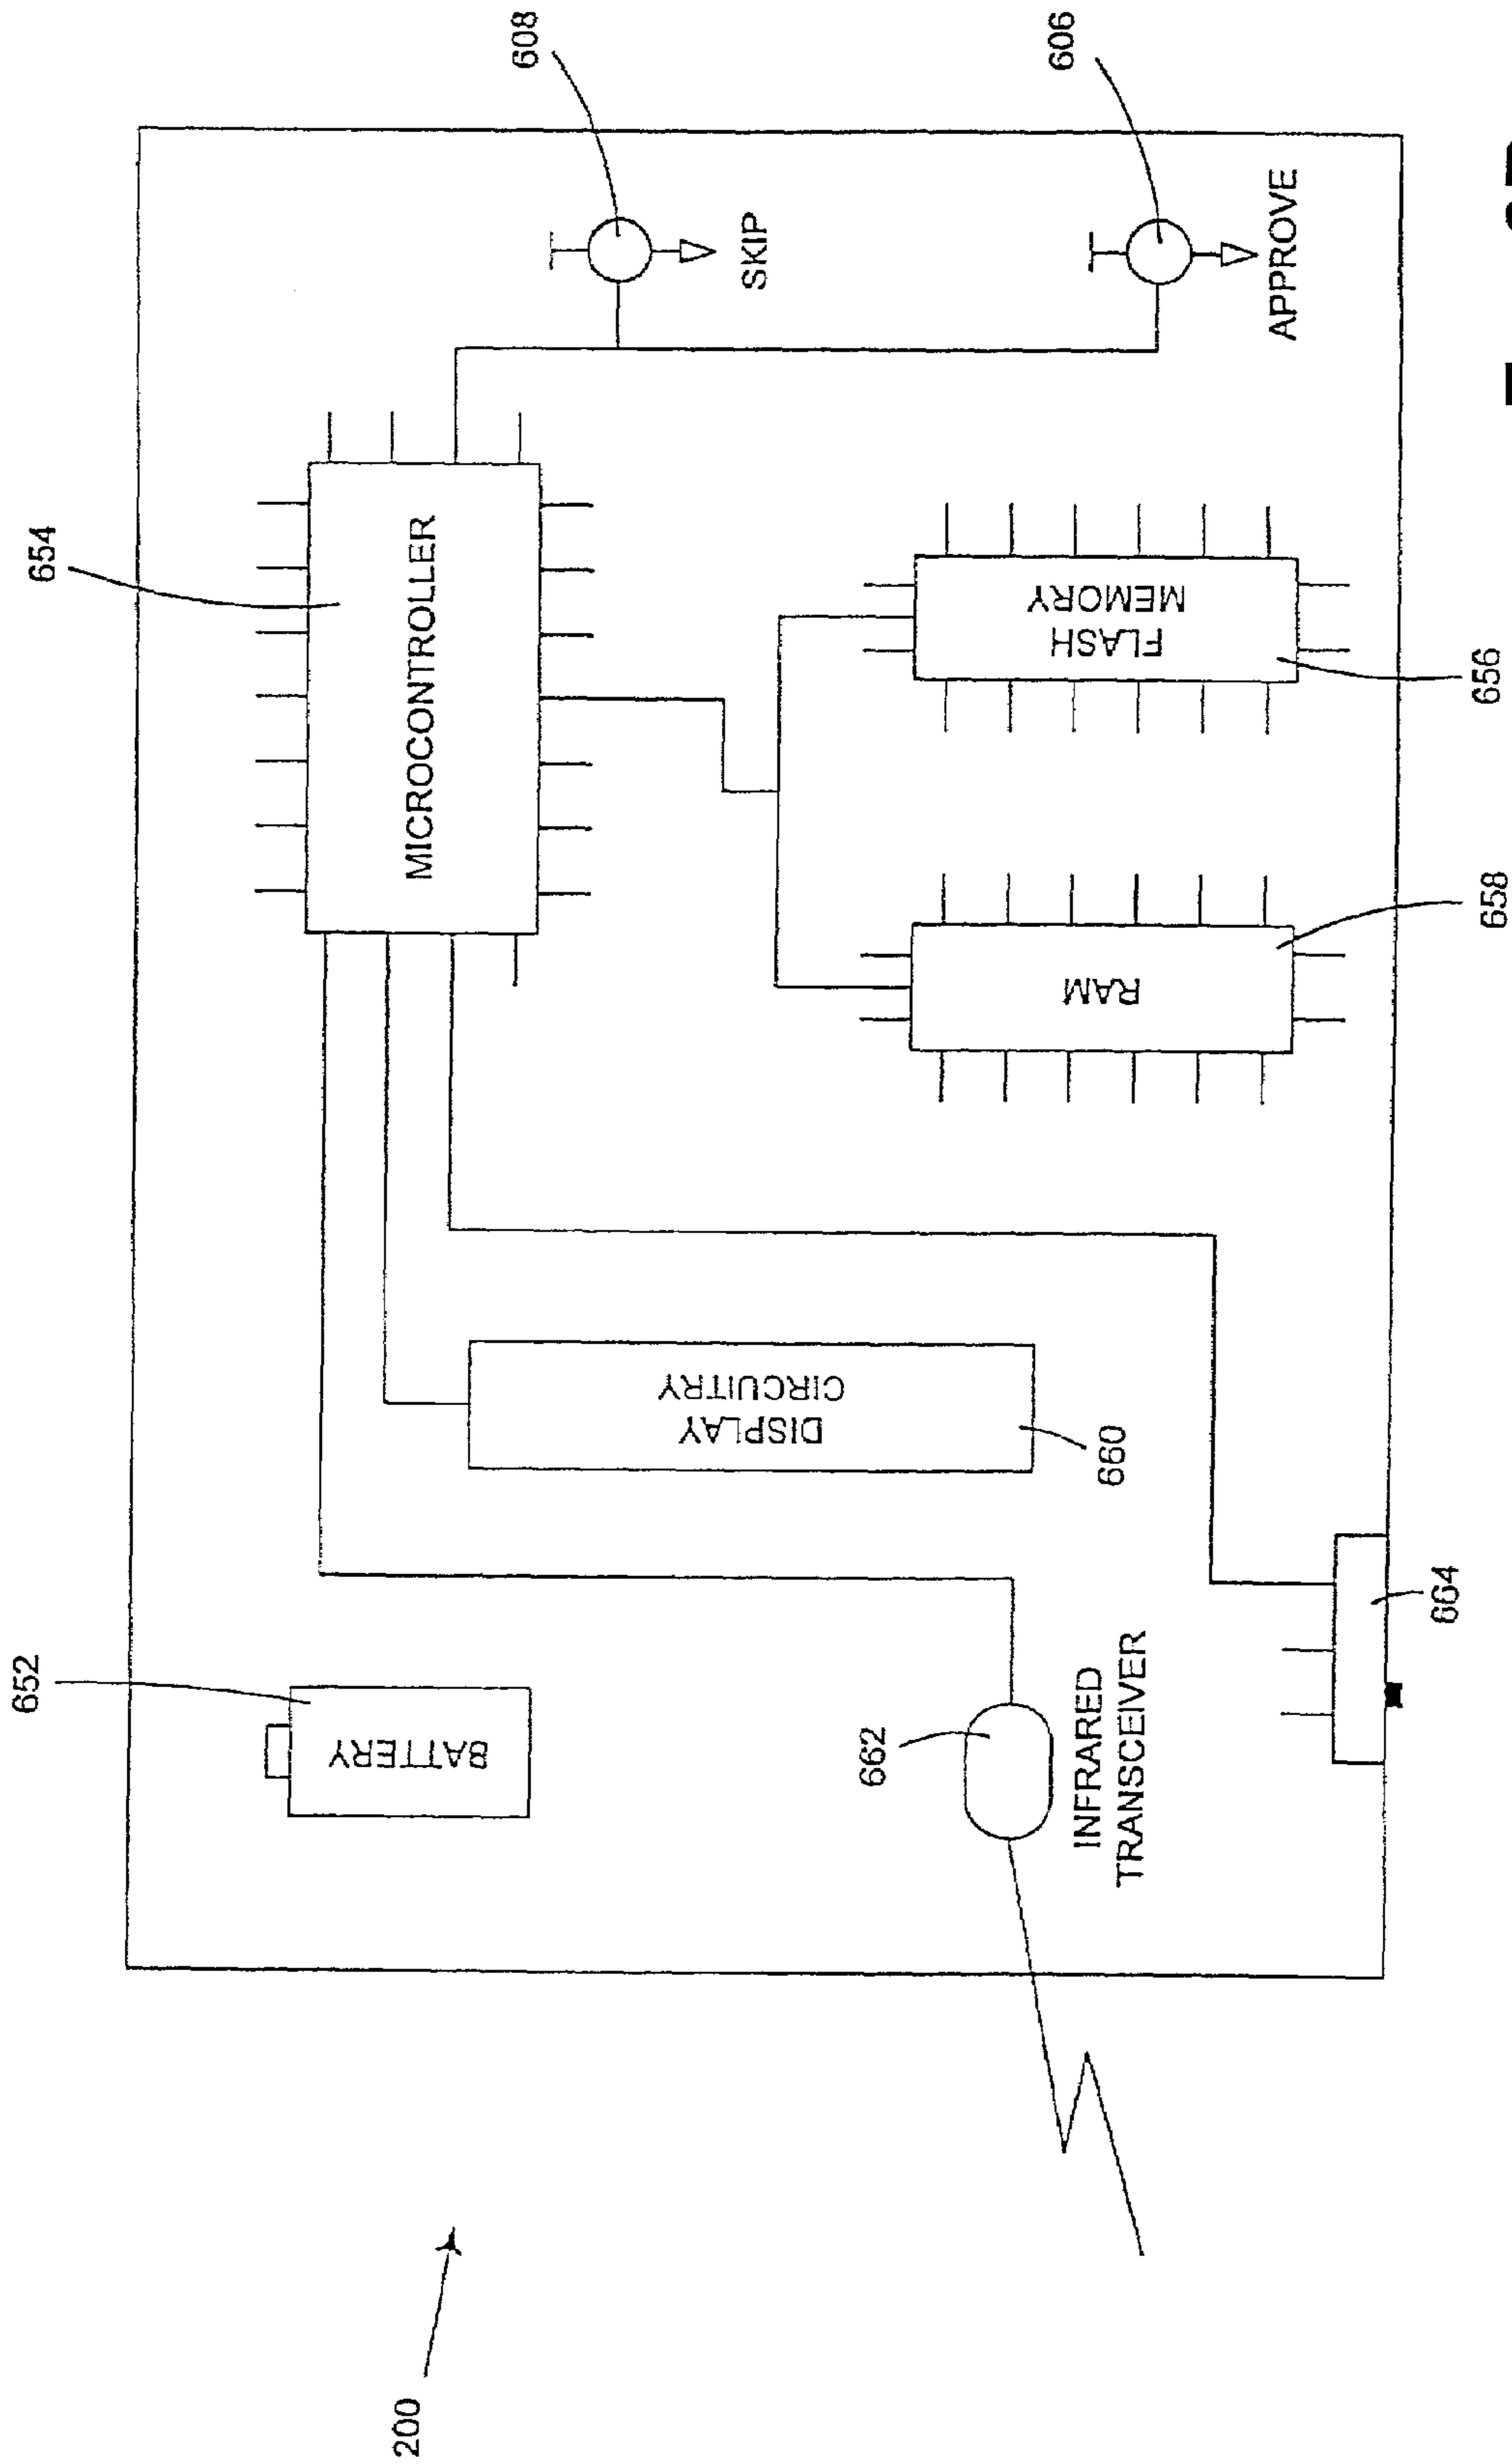 200
652
BATTERY
654
MICROCONTROLLER
608
SKIP
606
APPROVE
DISPLAY
CIRCUITRY
660
662
INFRARED
TRANSCEIVER
664
RAM
658
FLASH
MEMORY
656